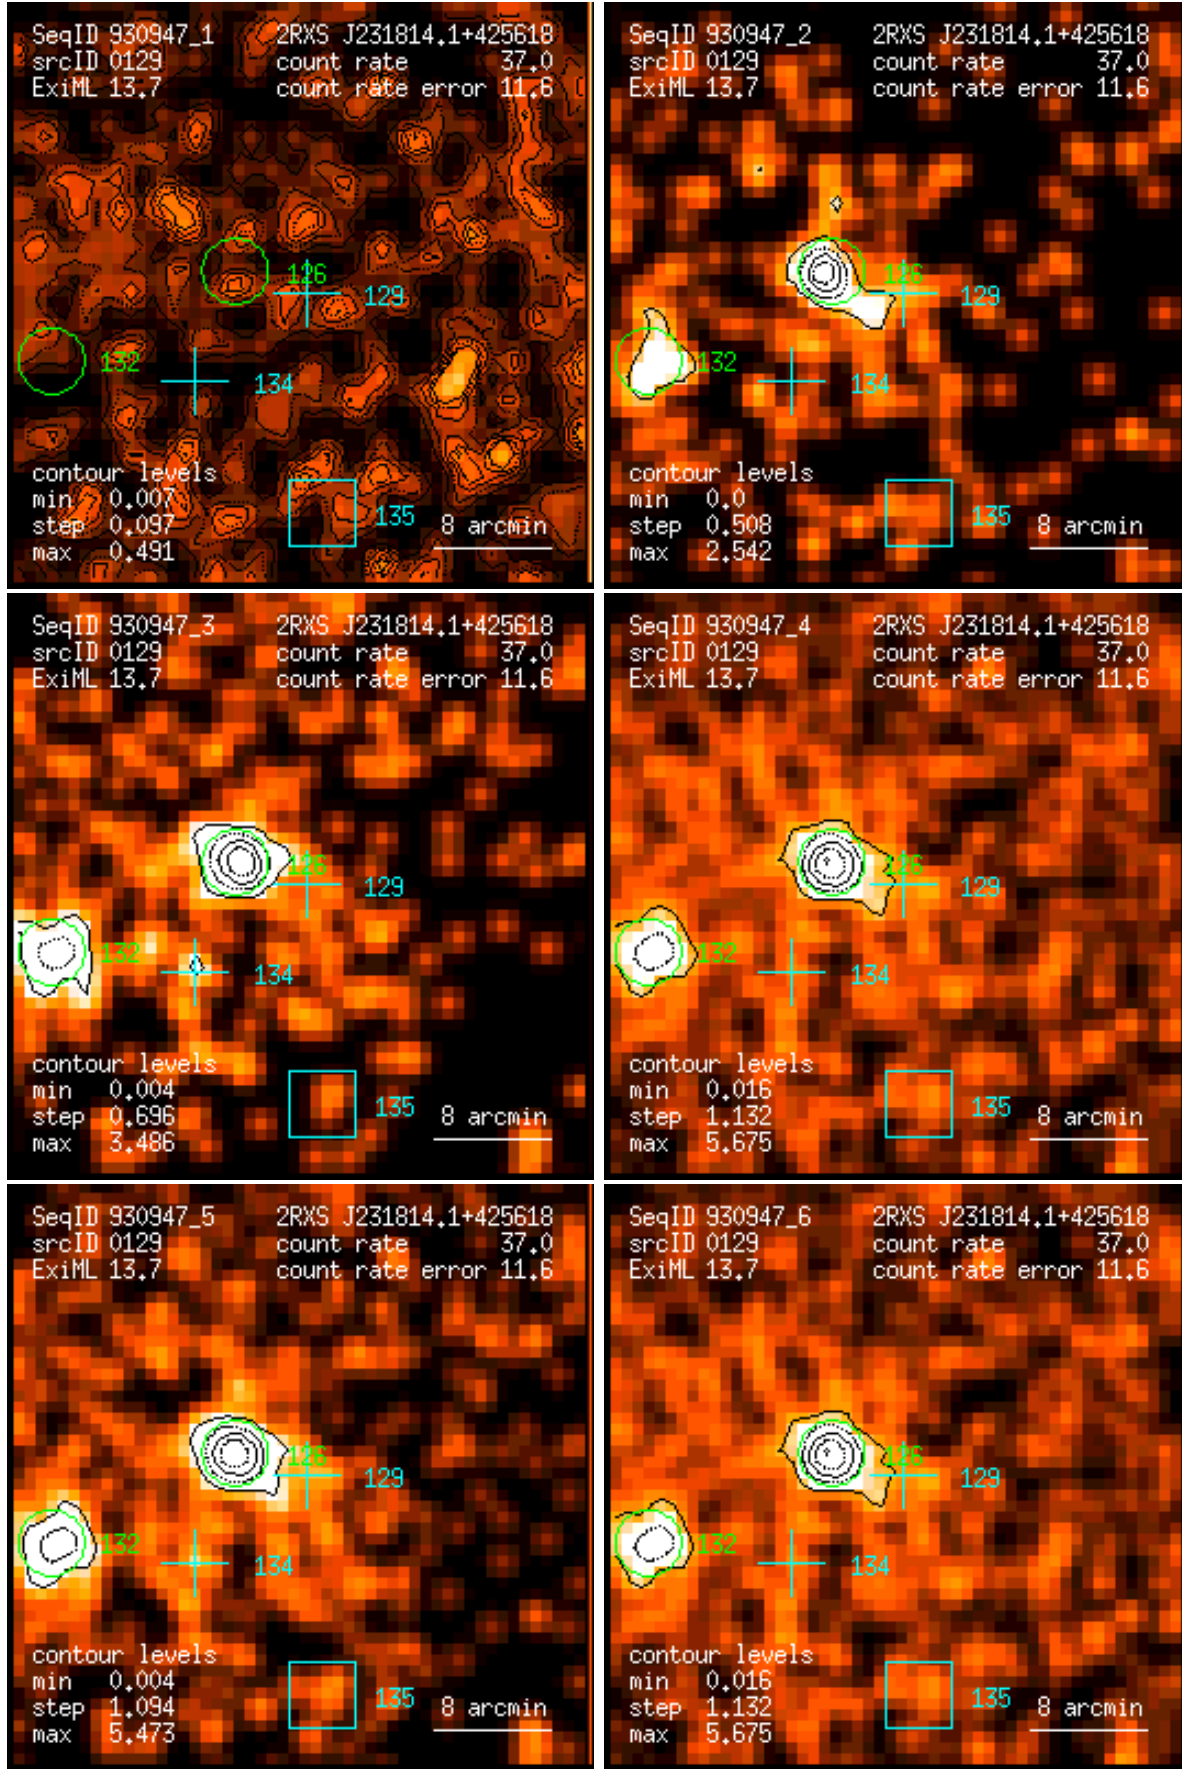 SeqID 930947_1 2RXS J231814.1+425618
srcID 0129 count rate 37.0
ExiML 13.7 count rate error 11.6
126
129
132
134
contour levels
min 0.007
step 0.097
max 0.491
135
8 arcmin
SeqID 930947_2 2RXS J231814.1+425618
srcID 0129 count rate 37.0
ExiML 13.7 count rate error 11.6
126
129
132
134
contour levels
min 0.0
step 0.508
max 2.542
135
8 arcmin
SeqID 930947_3 2RXS J231814.1+425618
srcID 0129 count rate 37.0
ExiML 13.7 count rate error 11.6
126
129
132
134
contour levels
min 0.004
step 0.696
max 3.486
135
8 arcmin
SeqID 930947_4 2RXS J231814.1+425618
srcID 0129 count rate 37.0
ExiML 13.7 count rate error 11.6
126
129
132
134
contour levels
min 0.016
step 1.132
max 5.675
135
8 arcmin
SeqID 930947_5 2RXS J231814.1+425618
srcID 0129 count rate 37.0
ExiML 13.7 count rate error 11.6
126
129
132
134
contour levels
min 0.004
step 1.094
max 5.473
135
8 arcmin
SeqID 930947_6 2RXS J231814.1+425618
srcID 0129 count rate 37.0
ExiML 13.7 count rate error 11.6
126
129
132
134
contour levels
min 0.016
step 1.132
max 5.675
135
8 arcmin